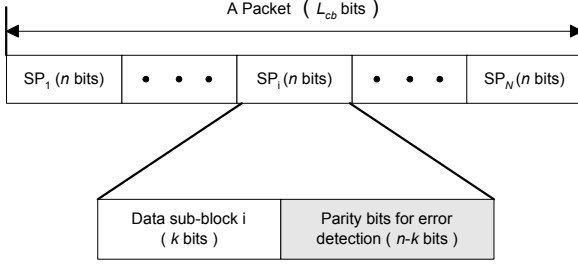 A Packet ( L_cb bits )
SP_1 (n bits)
• • •
SP_i (n bits)
• • •
SP_N (n bits)
Data sub-block i
( k bits )
Parity bits for error
detection ( n-k bits )